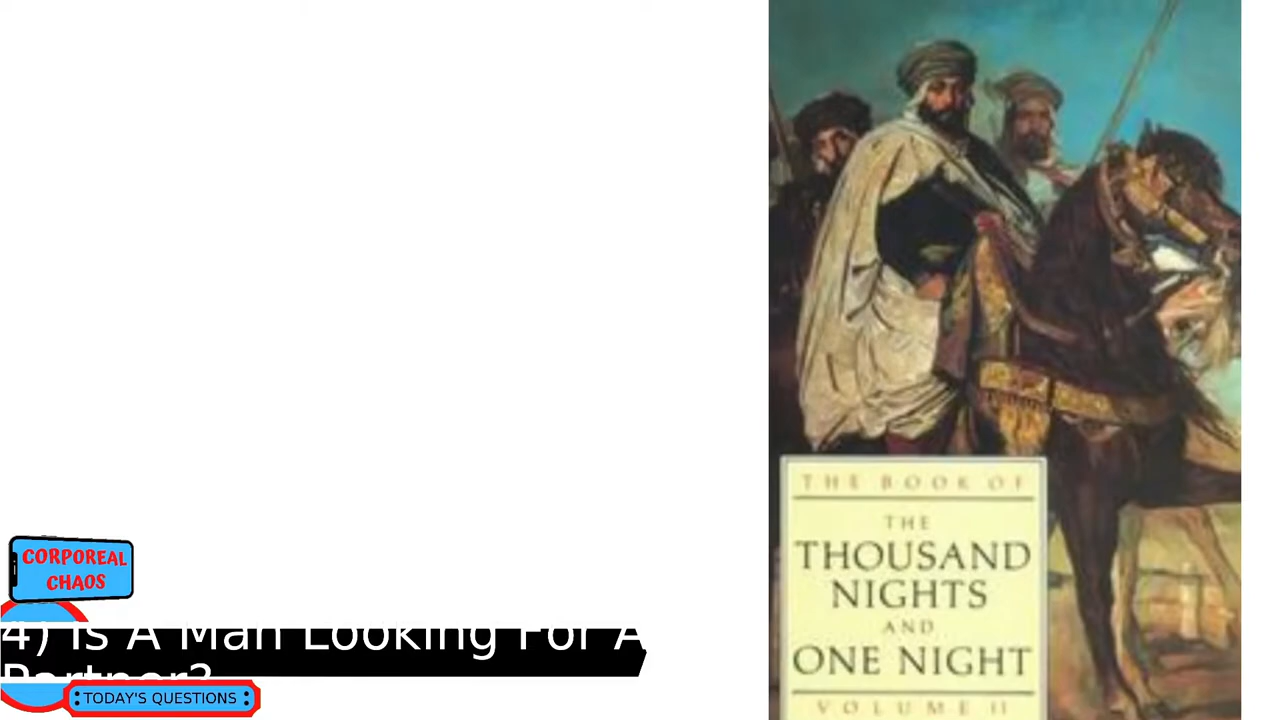 THE BOOK OF
THE
THOUSAND
NIGHTS
AND
ONE NIGHT
VOLUME II
CORPOREAL
CHAOS
4) Is A Man Looking For A
Partner?
TODAY'S QUESTIONS